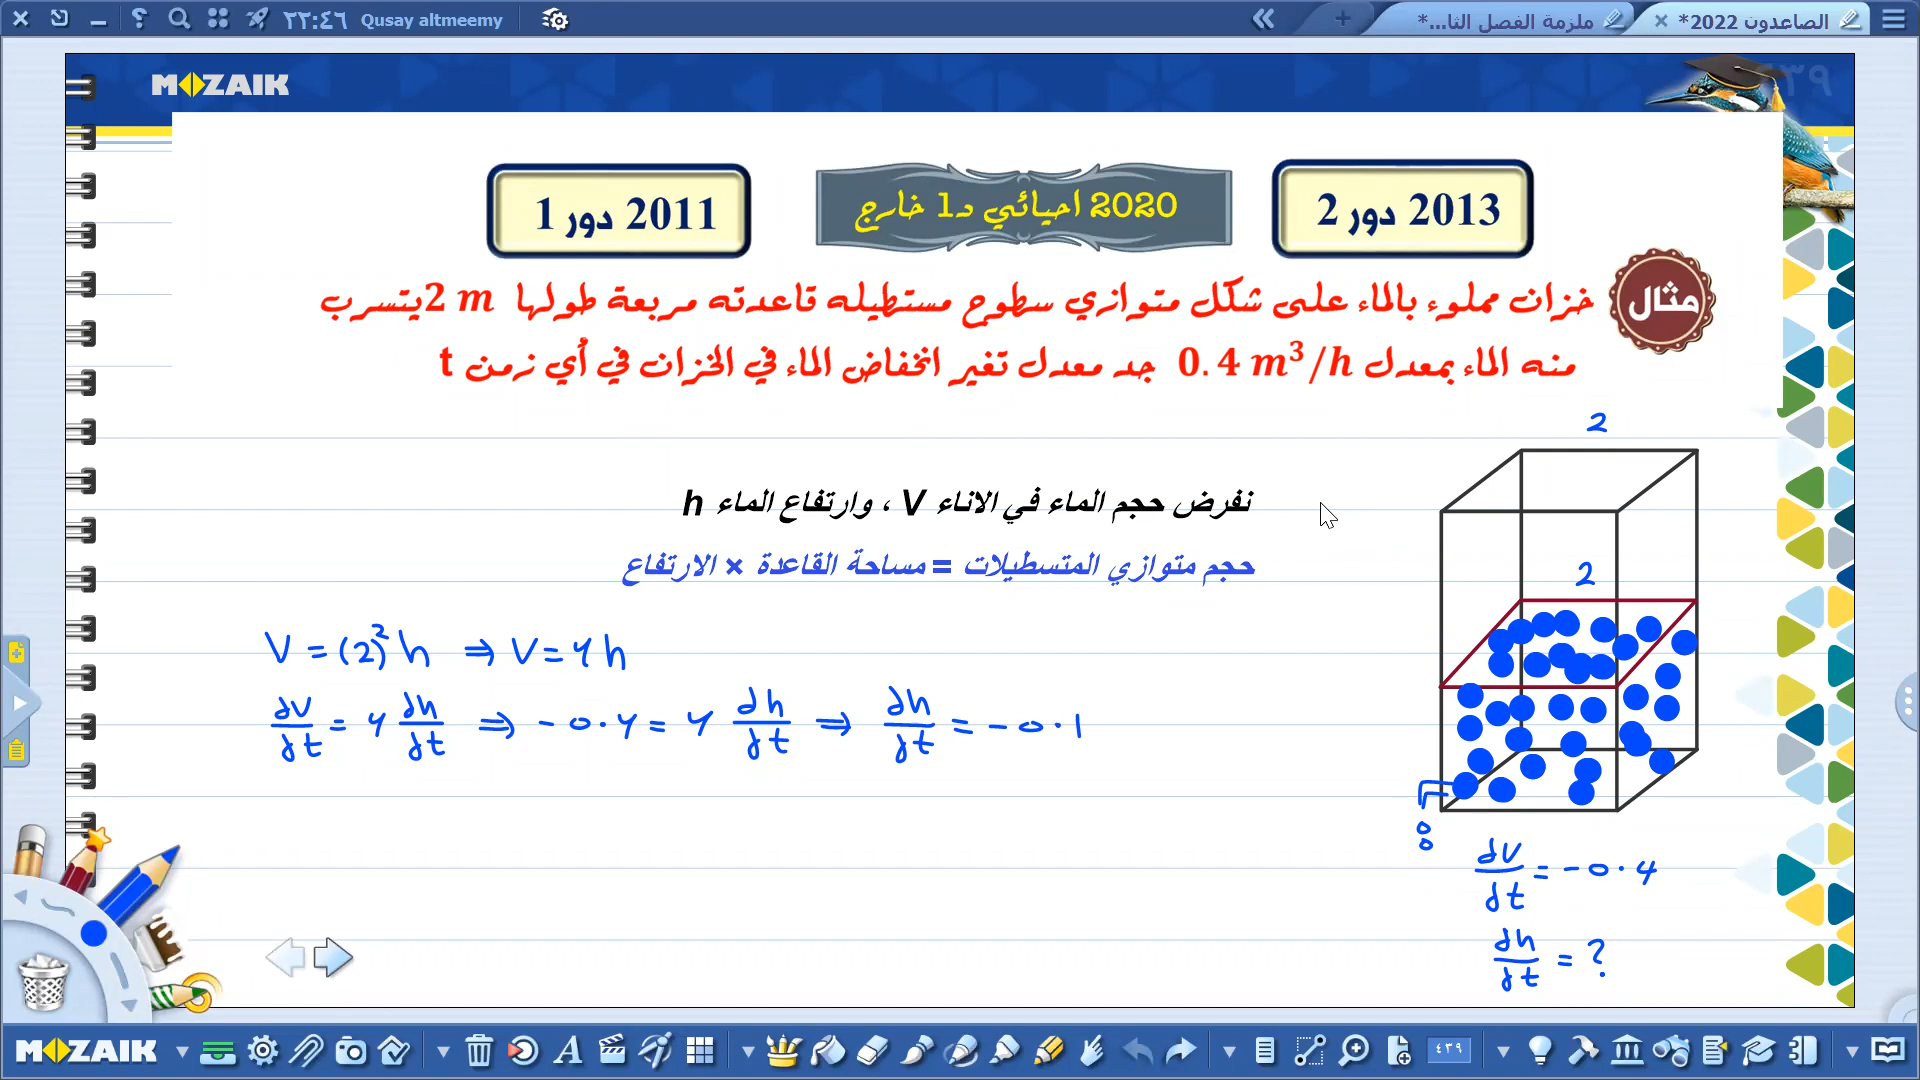 ٢٣:٤٦ Qusay altmeemy
ملزمة الفصل الثا...*
الصاعدون 2022*
MOZAIK
٤٣٩
2011 دور 1
2020 احيائي د1 خارج
2013 دور 2
مثال
خزان مملوء بالماء على شكل متوازي سطوح مستطيله قاعدته مربعة طولها 2 m يتسرب
منه الماء بمعدل 0.4 m³/h جد معدل تغير انخفاض الماء في الخزان في أي زمن t
2
نفرض حجم الماء في الاناء V ، وارتفاع الماء h
حجم متوازي المتسطيلات = مساحة القاعدة × الارتفاع
2
V = (2)² h ⇒ V = 4 h
dV/dt = 4 dh/dt ⇒ -0.4 = 4 dh/dt ⇒ dh/dt = -0.1
dV/dt = -0.4
dh/dt = ?
MOZAIK
٤٣٩